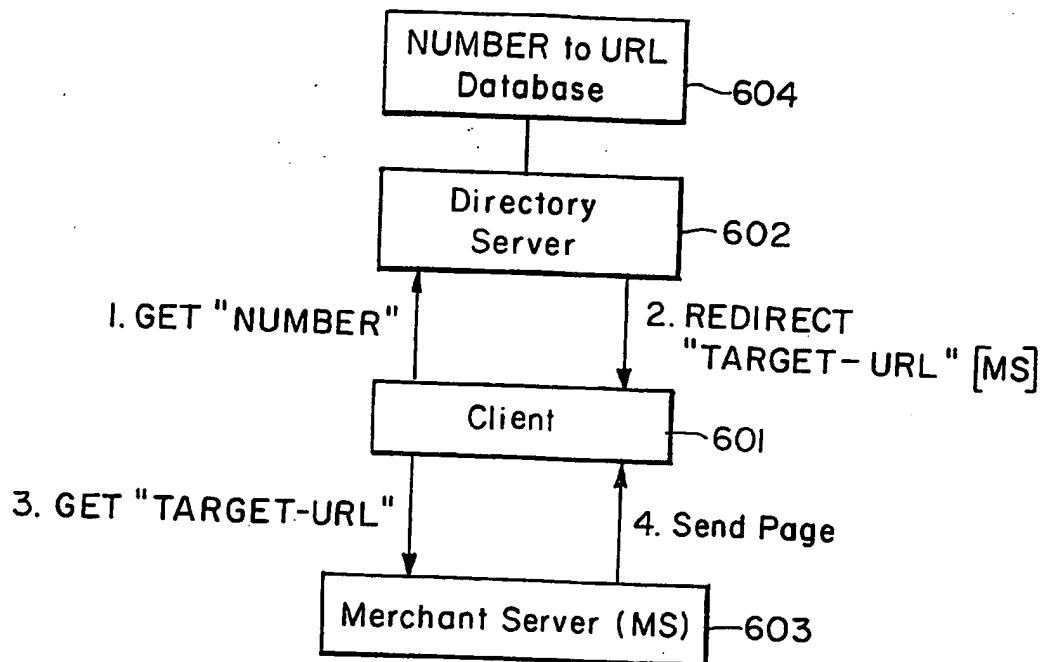 NUMBER to URL
Database
604
Directory
Server
602
1. GET "NUMBER"
2. REDIRECT
"TARGET-URL" [MS]
Client
601
3. GET "TARGET-URL"
4. Send Page
Merchant Server (MS)
603